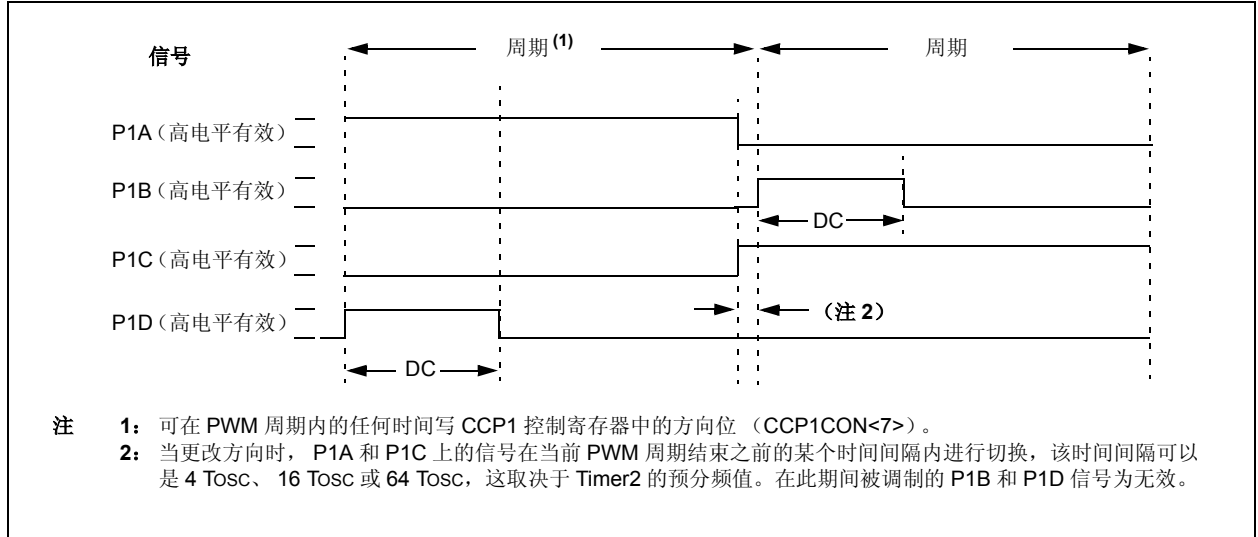 信号
周期(1)
周期
P1A（高电平有效）
P1B（高电平有效）
DC
P1C（高电平有效）
（注 2）
P1D（高电平有效）
DC
注 1： 可在 PWM 周期内的任何时间写 CCP1 控制寄存器中的方向位 （CCP1CON<7>）。
2： 当更改方向时， P1A 和 P1C 上的信号在当前 PWM 周期结束之前的某个时间间隔内进行切换，该时间间隔可以
是 4 TOSC、 16 TOSC 或 64 TOSC，这取决于 Timer2 的预分频值。在此期间被调制的 P1B 和 P1D 信号为无效。